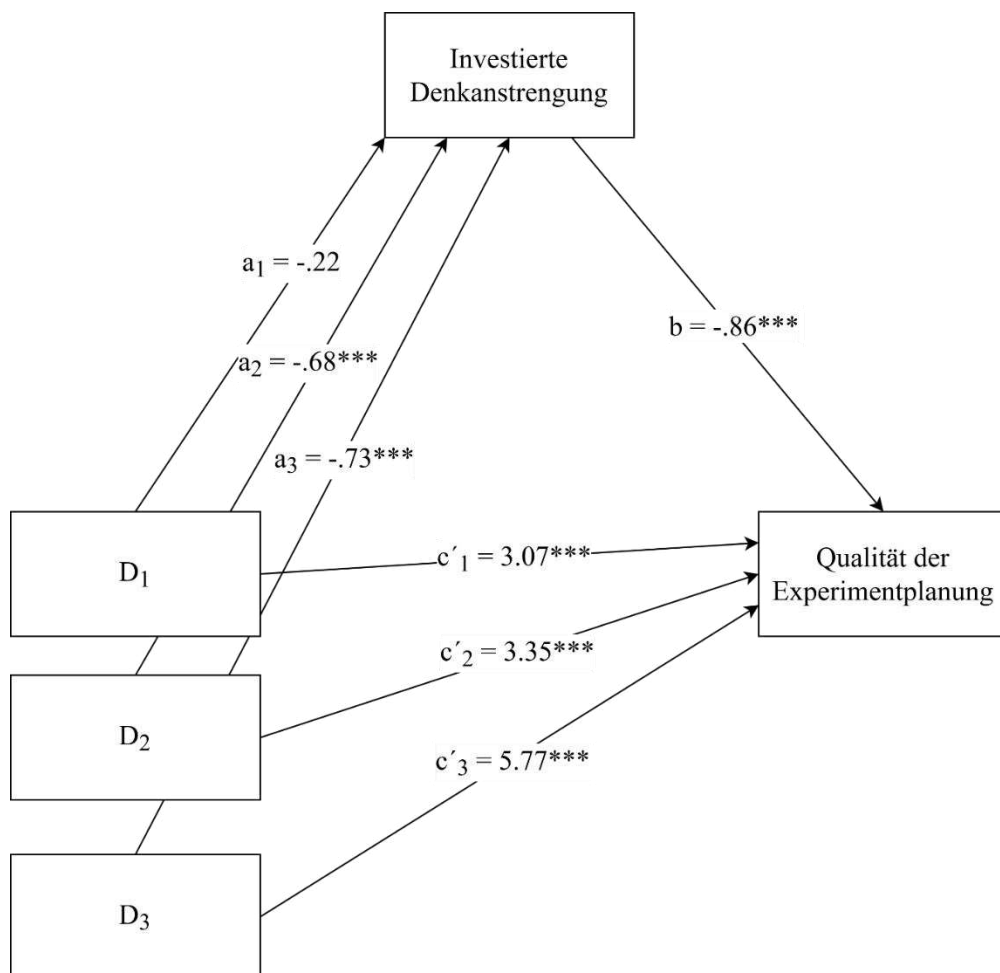 Investierte
Denkanstrengung
a1 = -.22
a2 = -.68***
b = -.86***
a3 = -.73***
D1
c´1 = 3.07***
Qualität der
Experimentplanung
D2
c´2 = 3.35***
c´3 = 5.77***
D3